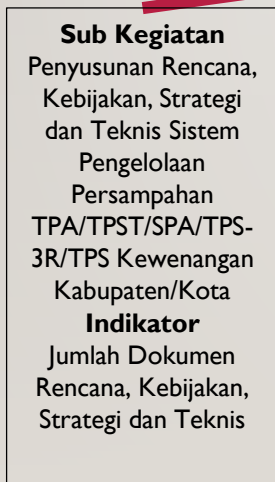 Sub Kegiatan
Penyusunan Rencana,
Kebijakan, Strategi
dan Teknis Sistem
Pengelolaan
Persampahan
TPA/TPST/SPA/TPS-
3R/TPS Kewenangan
Kabupaten/Kota
Indikator
Jumlah Dokumen
Rencana, Kebijakan,
Strategi dan Teknis